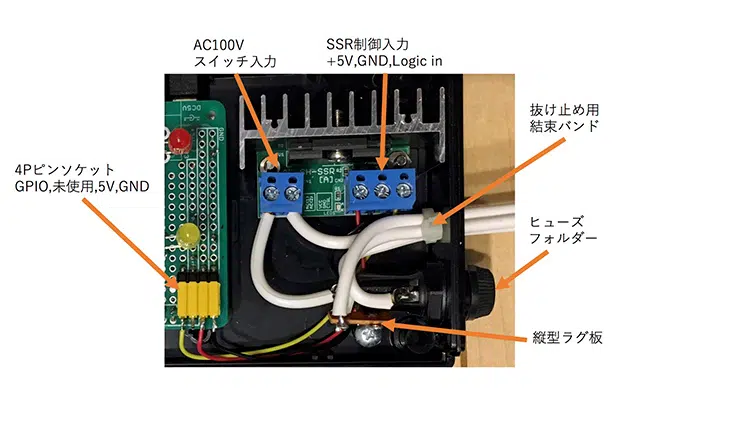 AC100V
スイッチ入力
SSR制御入力
+5V,GND,Logic in
抜け止め用
結束バンド
4Pピンソケット
GPIO,未使用,5V,GND
ヒューズ
フォルダー
縦型ラグ板
DC5V
GND
SSR
[A]